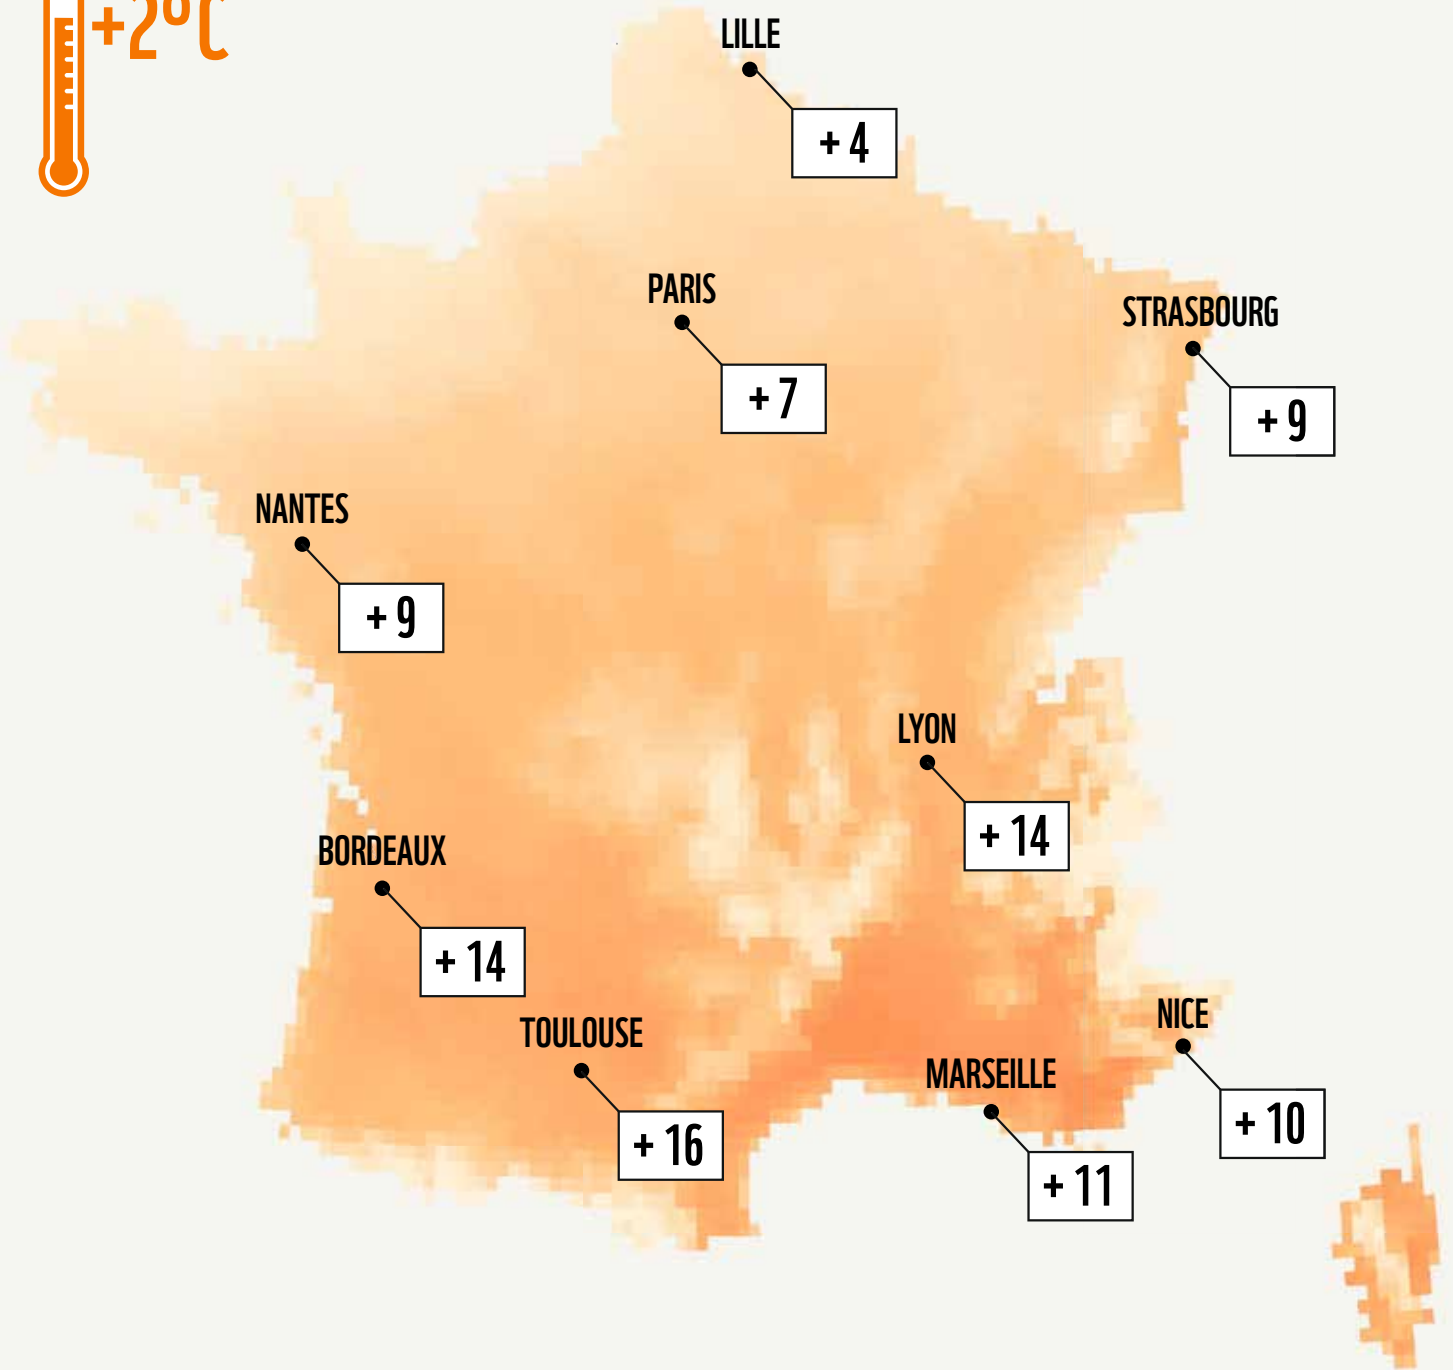 +2°C
LILLE
+ 4
PARIS
+ 7
STRASBOURG
+ 9
NANTES
+ 9
LYON
+ 14
BORDEAUX
+ 14
TOULOUSE
+ 16
MARSEILLE
+ 11
NICE
+ 10